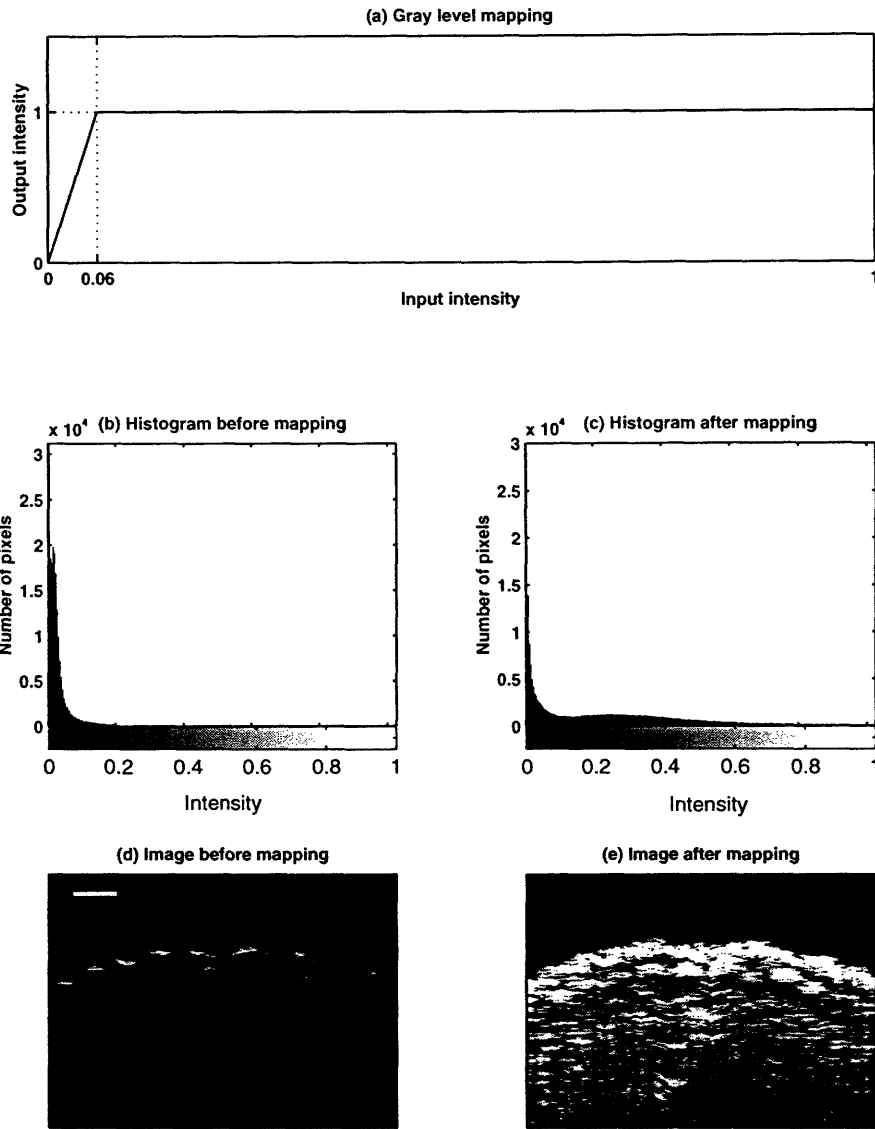 (a) Gray level mapping
Output intensity
1
0
0
0.06
1
Input intensity
(b) Histogram before mapping
x 10⁴
Number of pixels
3
2.5
2
1.5
1
0.5
0
0
0.2
0.4
0.6
0.8
1
Intensity
(c) Histogram after mapping
x 10⁴
Number of pixels
3
2.5
2
1.5
1
0.5
0
0
0.2
0.4
0.6
0.8
1
Intensity
(d) Image before mapping
(e) Image after mapping